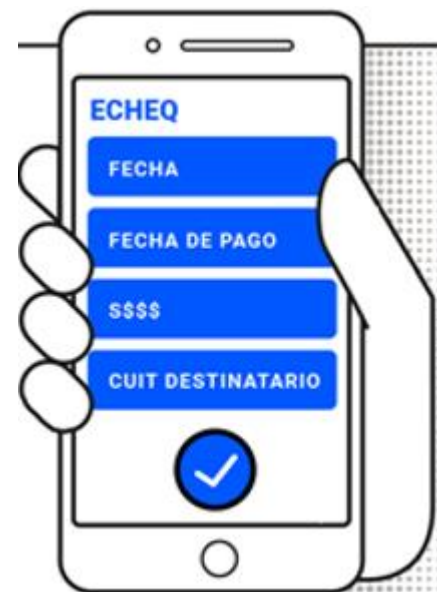 ECHEQ
FECHA
FECHA DE PAGO
S$$$
CUIT DESTINATARIO